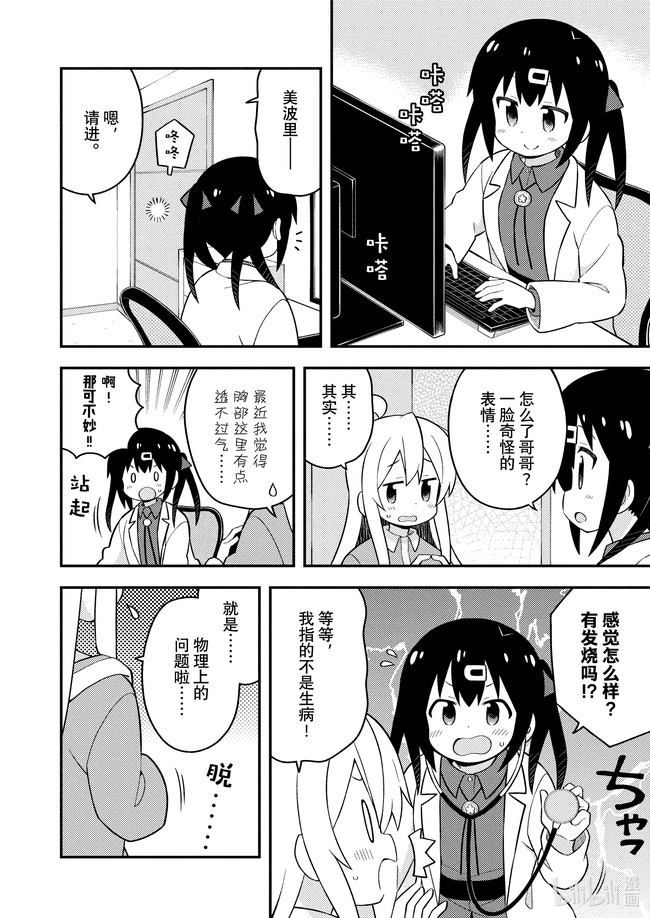 咔嗒
咔嗒
咔嗒
美波里——
咚咚
嗯，
请进。
怎么了哥哥？
一脸奇怪的
表情……
其……
其实……
最近我觉得
胸部这里有点
透不过气……
啊！
那可不妙!!
站起
感觉怎么样？
有发烧吗!?
ちゃっ
等等，
我指的不是生病！
就是……
物理上的
问题啦……
脱………
bilibili
漫画